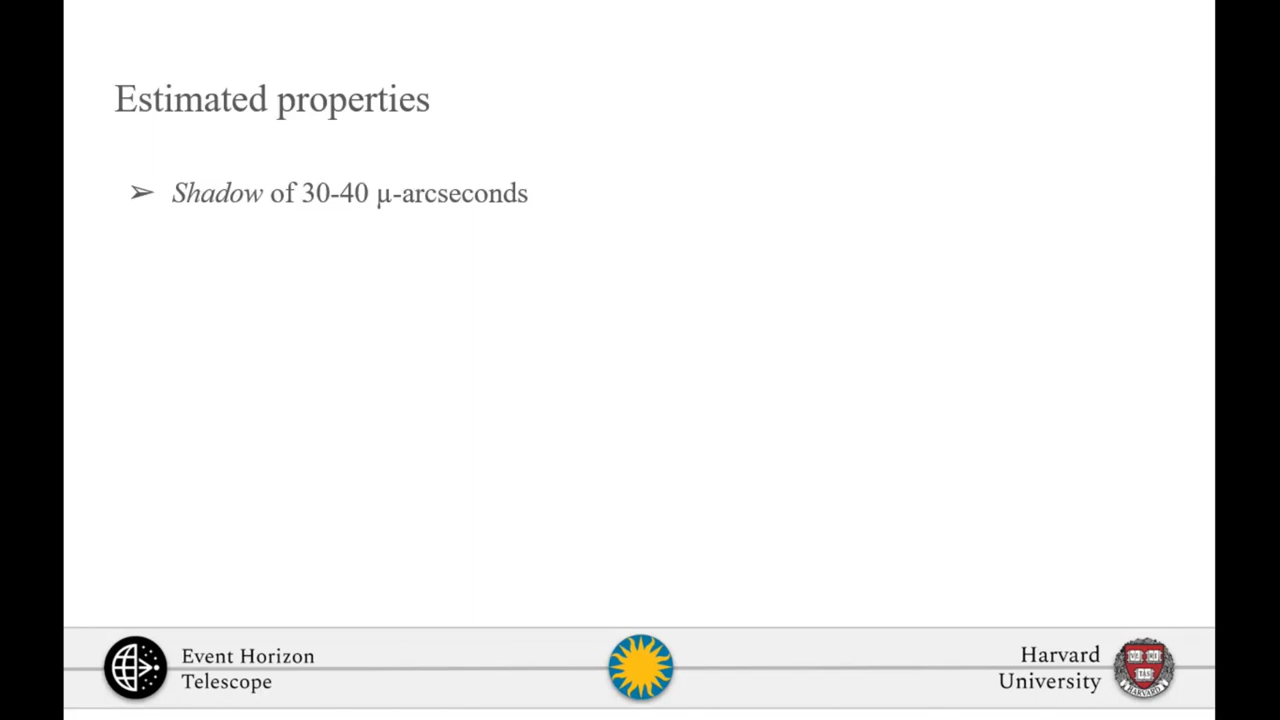 Estimated properties
➢ Shadow of 30-40 µ-arcseconds
Event Horizon
Telescope
Harvard
University